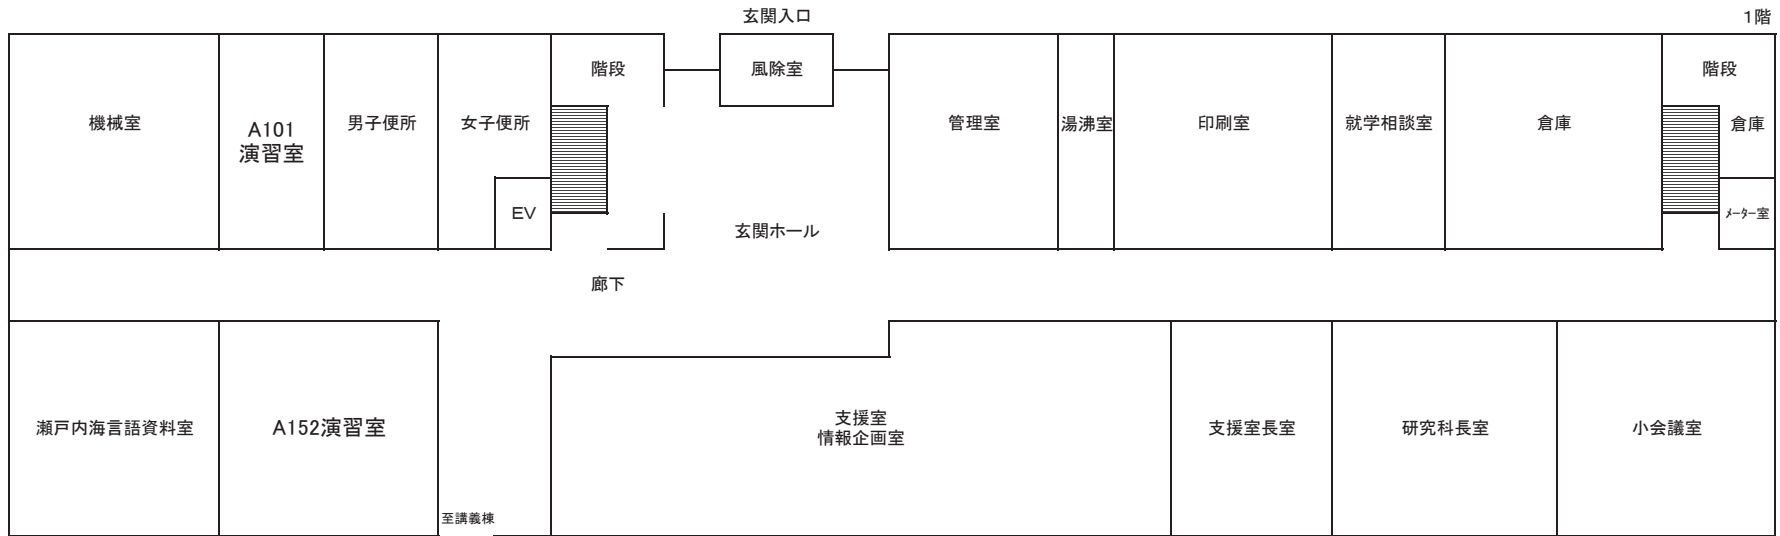 玄関入口
1階
階段
風除室
階段
機械室
A101
演習室
男子便所
女子便所
管理室
湯沸室
印刷室
就学相談室
倉庫
倉庫
EV
メーター室
玄関ホール
廊下
瀬戸内海言語資料室
A152演習室
支援室
情報企画室
支援室長室
研究科長室
小会議室
至講義棟